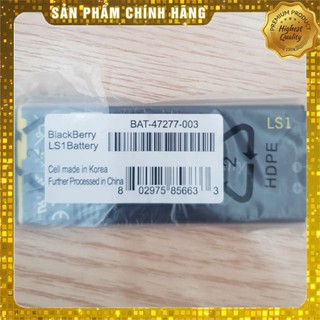 SẢN PHẨM CHÍNH HÃNG
PREMIUM PRODUCT
Highest
Quality
BAT-47277-003
BlackBerry
LS1Battery
Cell made in Korea
Further Processed in China
8 02975 85663 3
LS1
2
HDPE